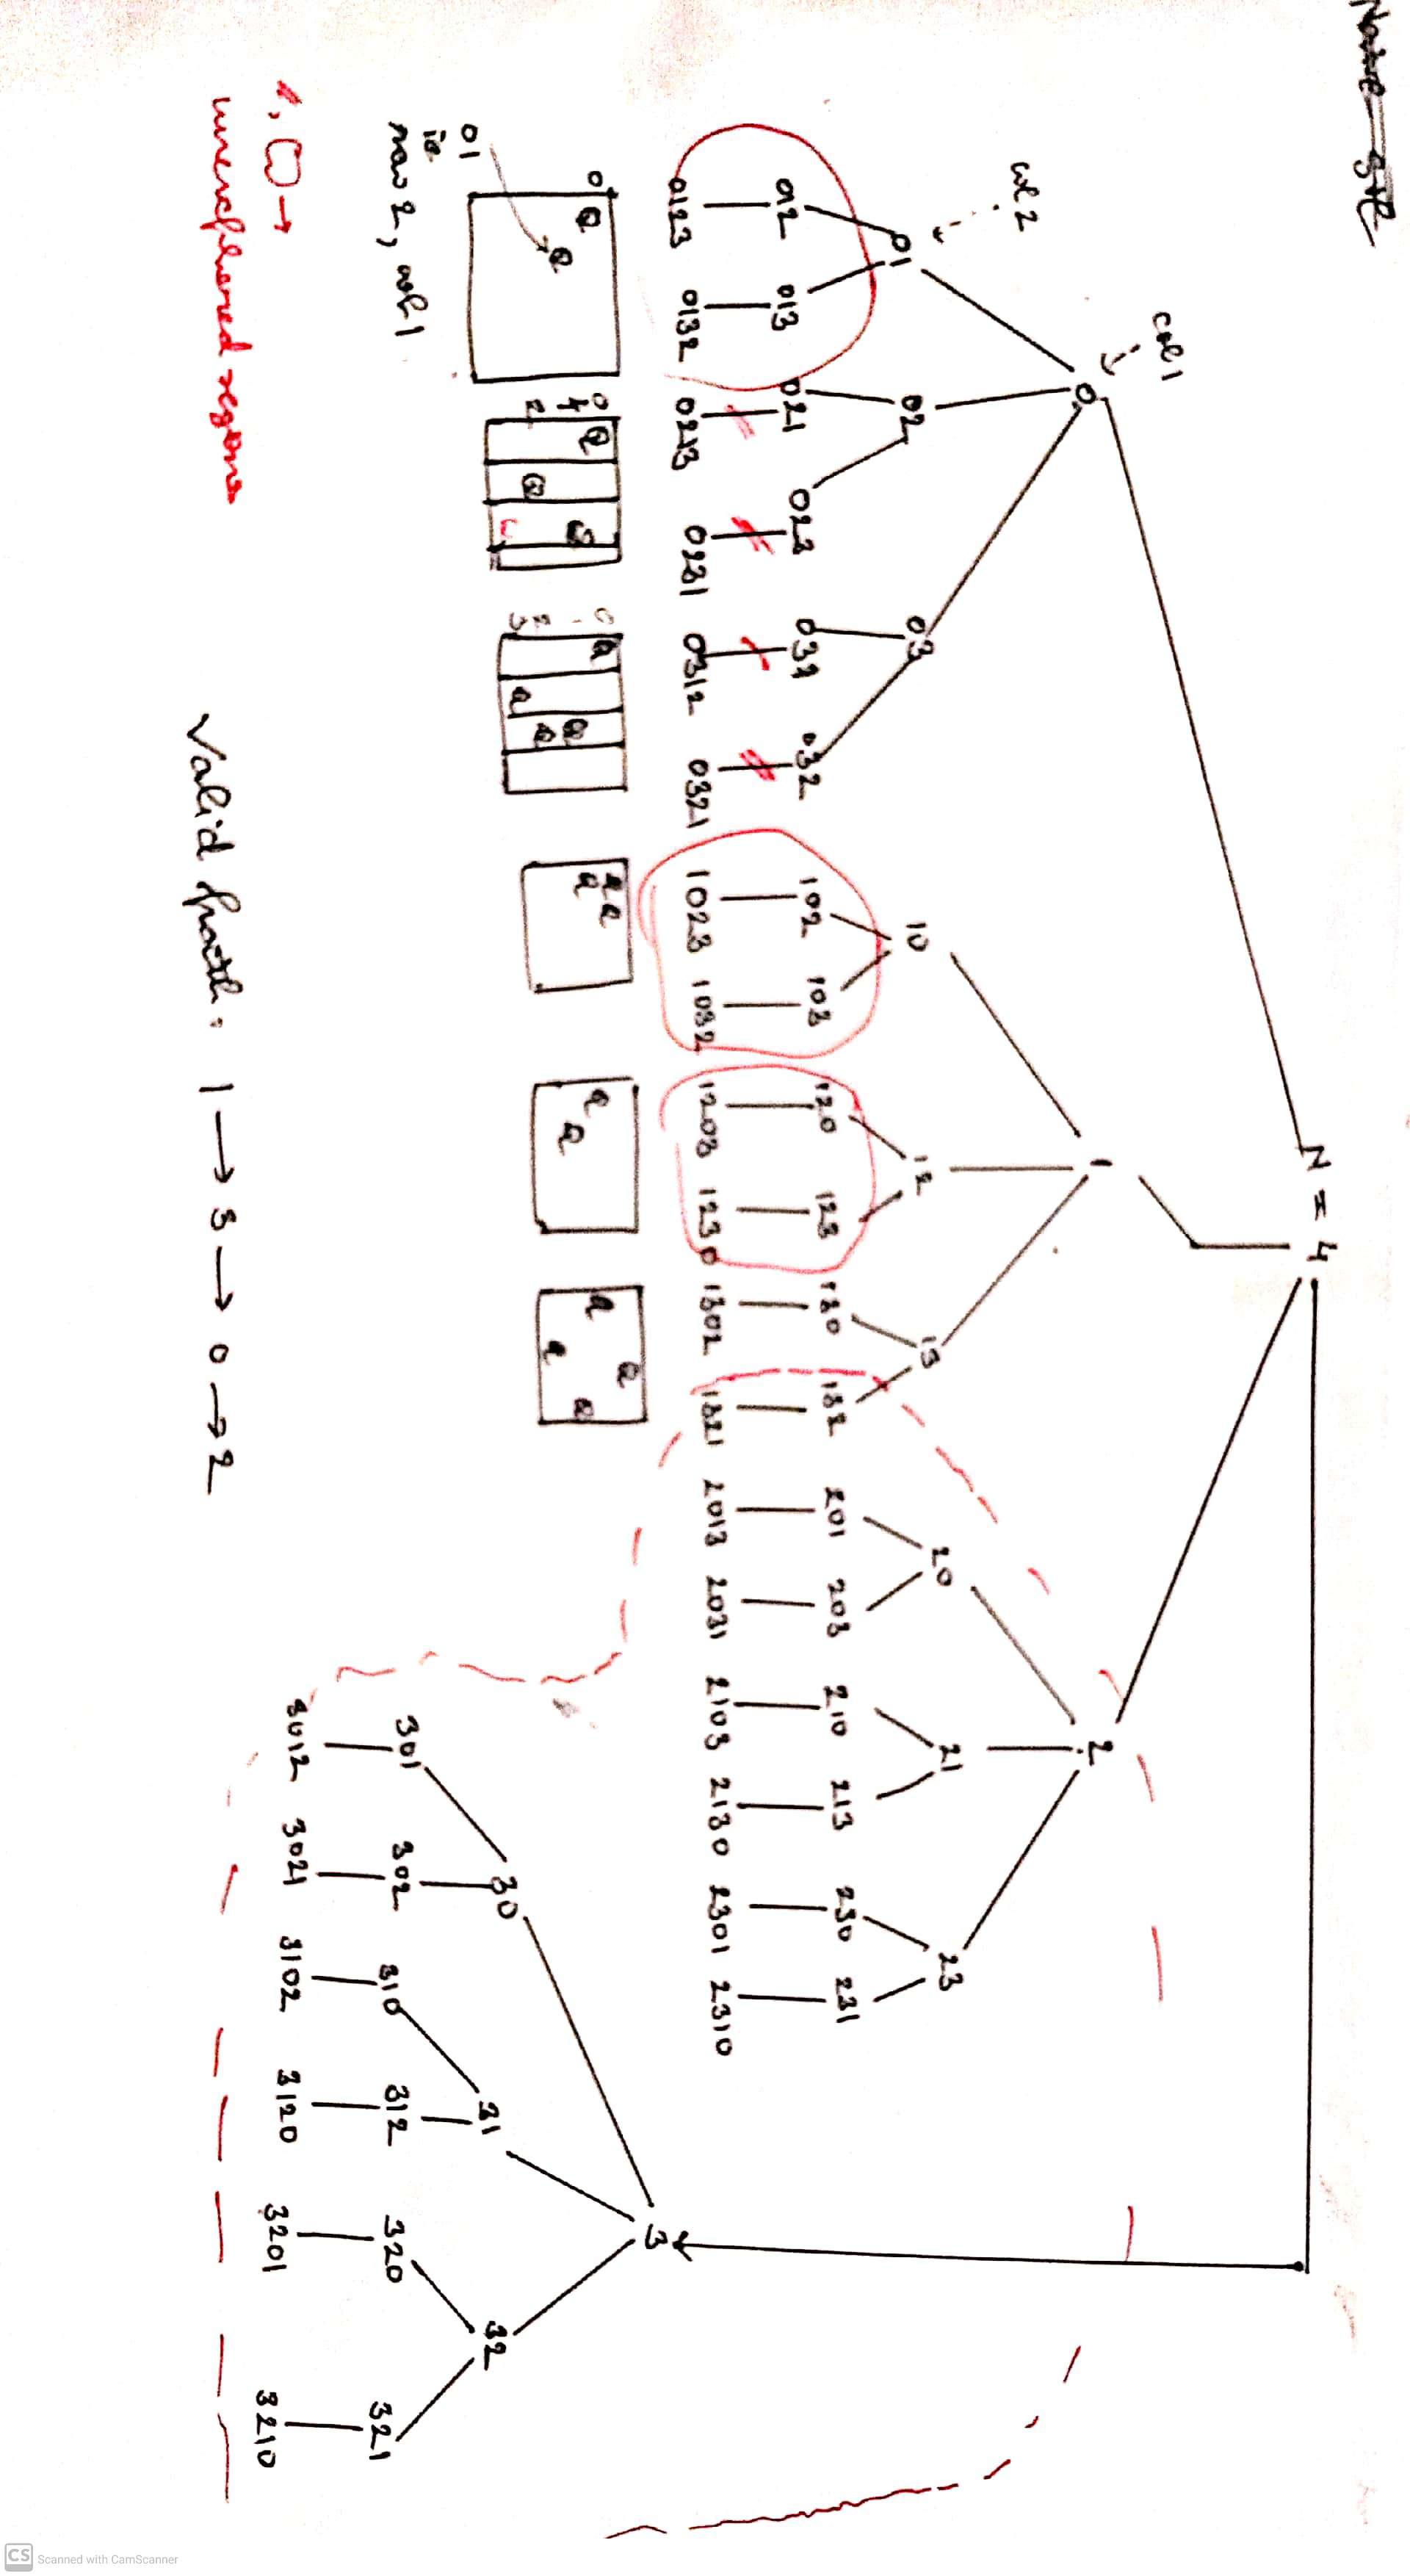 N = 4
col 1
0 1 2
col 2
20 21 23
01 02 03 10 12 13
012 013 021 023 031 032 102 103 120 123 130 132 201 203 210 213 230 231
0123 0132 0213 0231 0312 0321 1023 1032 1203 1230 1302 1321 2013 2031 2103 2130 2301 2310
3
0 Q Q
0 1 2 Q Q Q
0 1 2 3 Q Q Q Q
Q Q Q
Q Q
Q Q Q Q
30 31 32
01
ie
row 2, col 1
301 302 310 312 320 321
3012 3021 3102 3120 3201 3210
, →
unexplored regions
Valid path: 1 → 3 → 0 → 2
CS Scanned with CamScanner